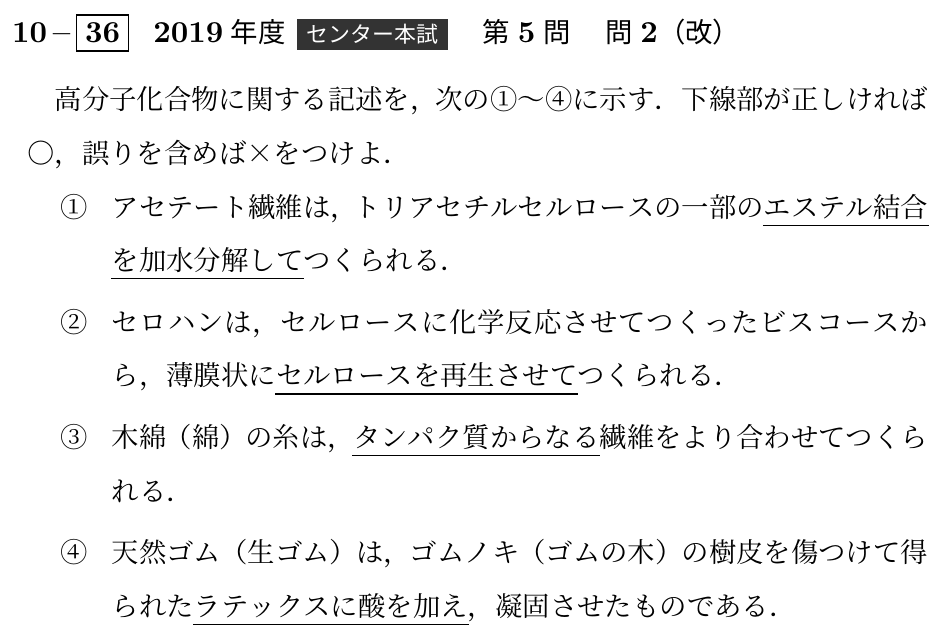 10－36 2019 年度 センター本試 第 5 問 問 2（改）
高分子化合物に関する記述を，次の①～④に示す．下線部が正しければ
○，誤りを含めば×をつけよ．
① アセテート繊維は，トリアセチルセルロースの一部のエステル結合
を加水分解してつくられる．
② セロハンは，セルロースに化学反応させてつくったビスコースか
ら，薄膜状にセルロースを再生させてつくられる．
③ 木綿（綿）の糸は，タンパク質からなる繊維をより合わせてつくら
れる．
④ 天然ゴム（生ゴム）は，ゴムノキ（ゴムの木）の樹皮を傷つけて得
られたラテックスに酸を加え，凝固させたものである．